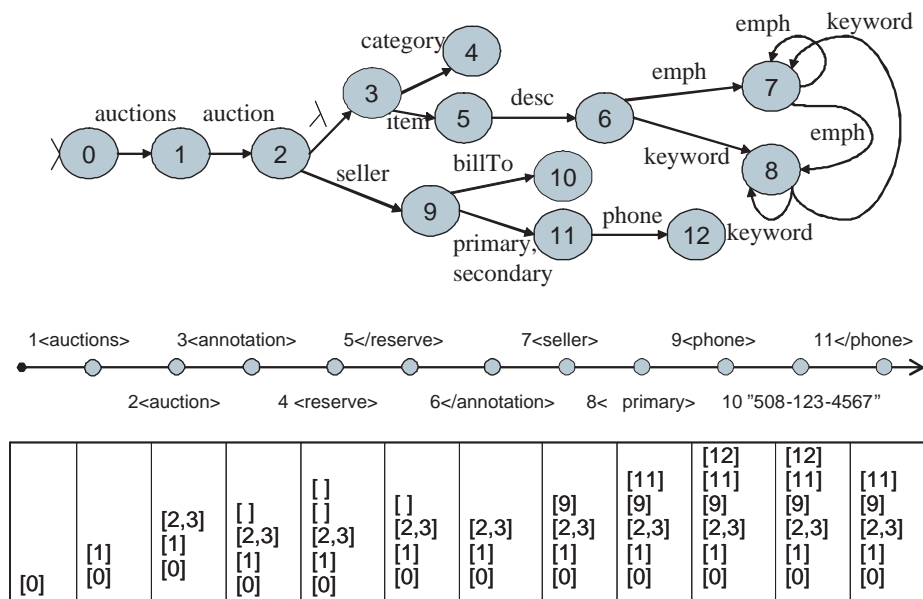 emph
keyword
category
4
emph
7
3
desc
auctions
auction
λ
item
5
6
emph
0
1
2
keyword
8
seller
billTo
10
9
phone
keyword
primary,
secondary
11
12
1<auctions>
3<annotation>
5</reserve>
7<seller>
9<phone>
11</phone>
2<auction>
4 <reserve>
6</annotation>
8< primary>
10 "508-123-4567"
[0]
[1]
[0]
[2,3]
[1]
[0]
[ ]
[2,3]
[1]
[0]
[ ]
[ ]
[2,3]
[1]
[0]
[ ]
[2,3]
[1]
[0]
[2,3]
[1]
[0]
[9]
[2,3]
[1]
[0]
[11]
[9]
[2,3]
[1]
[0]
[12]
[11]
[9]
[2,3]
[1]
[0]
[12]
[11]
[9]
[2,3]
[1]
[0]
[11]
[9]
[2,3]
[1]
[0]